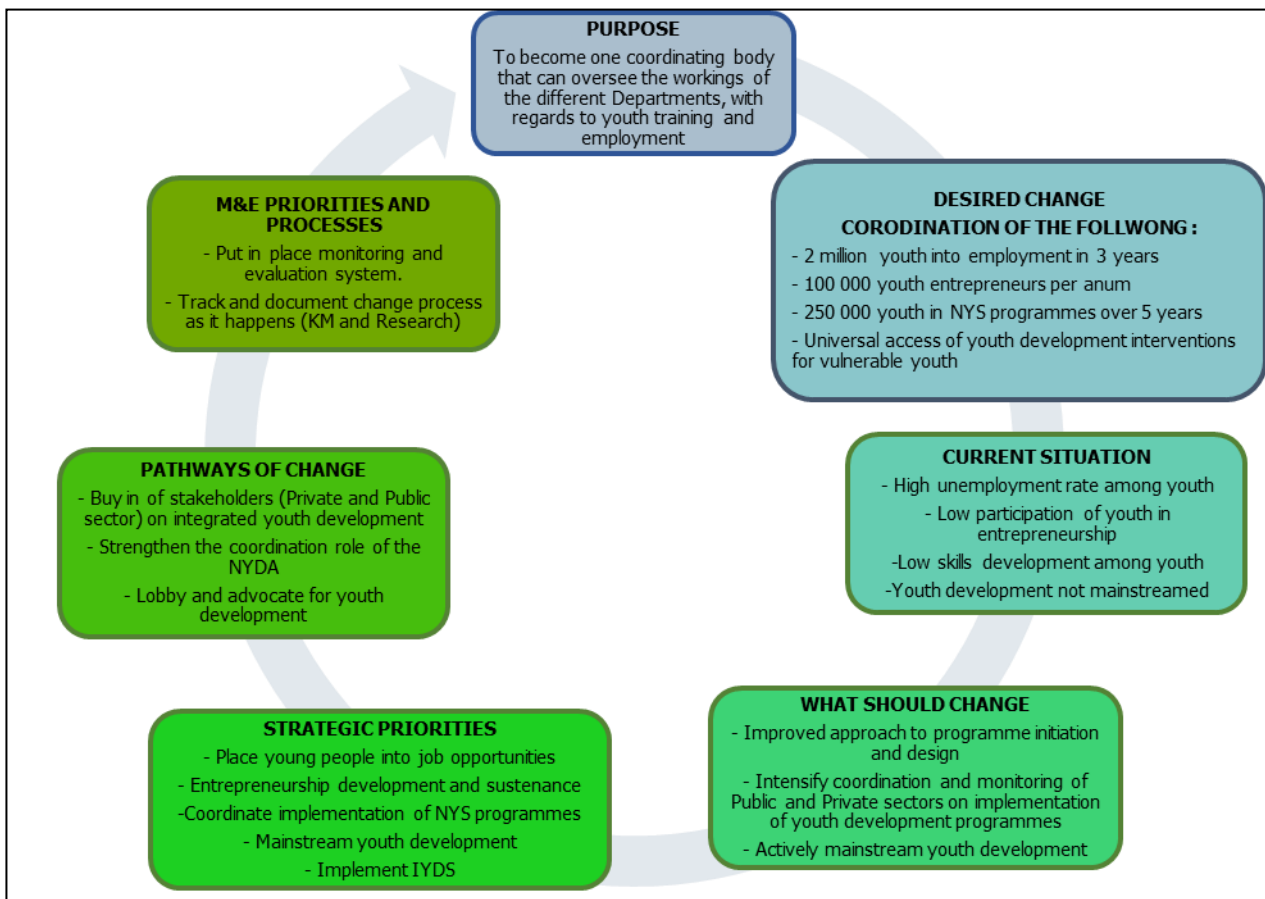 PURPOSE
To become one coordinating body
that can oversee the workings of
the different Departments, with
regards to youth training and
employment
DESIRED CHANGE
CORODINATION OF THE FOLLWONG :
- 2 million youth into employment in 3 years
- 100 000 youth entrepreneurs per anum
- 250 000 youth in NYS programmes over 5 years
- Universal access of youth development interventions
for vulnerable youth
CURRENT SITUATION
- High unemployment rate among youth
- Low participation of youth in
entrepreneurship
-Low skills development among youth
-Youth development not mainstreamed
WHAT SHOULD CHANGE
- Improved approach to programme initiation
and design
- Intensify coordination and monitoring of
Public and Private sectors on implementation
of youth development programmes
- Actively mainstream youth development
STRATEGIC PRIORITIES
- Place young people into job opportunities
- Entrepreneurship development and sustenance
-Coordinate implementation of NYS programmes
- Mainstream youth development
- Implement IYDS
PATHWAYS OF CHANGE
- Buy in of stakeholders (Private and Public
sector) on integrated youth development
- Strengthen the coordination role of the
NYDA
- Lobby and advocate for youth
development
M&E PRIORITIES AND
PROCESSES
- Put in place monitoring and
evaluation system.
- Track and document change process
as it happens (KM and Research)